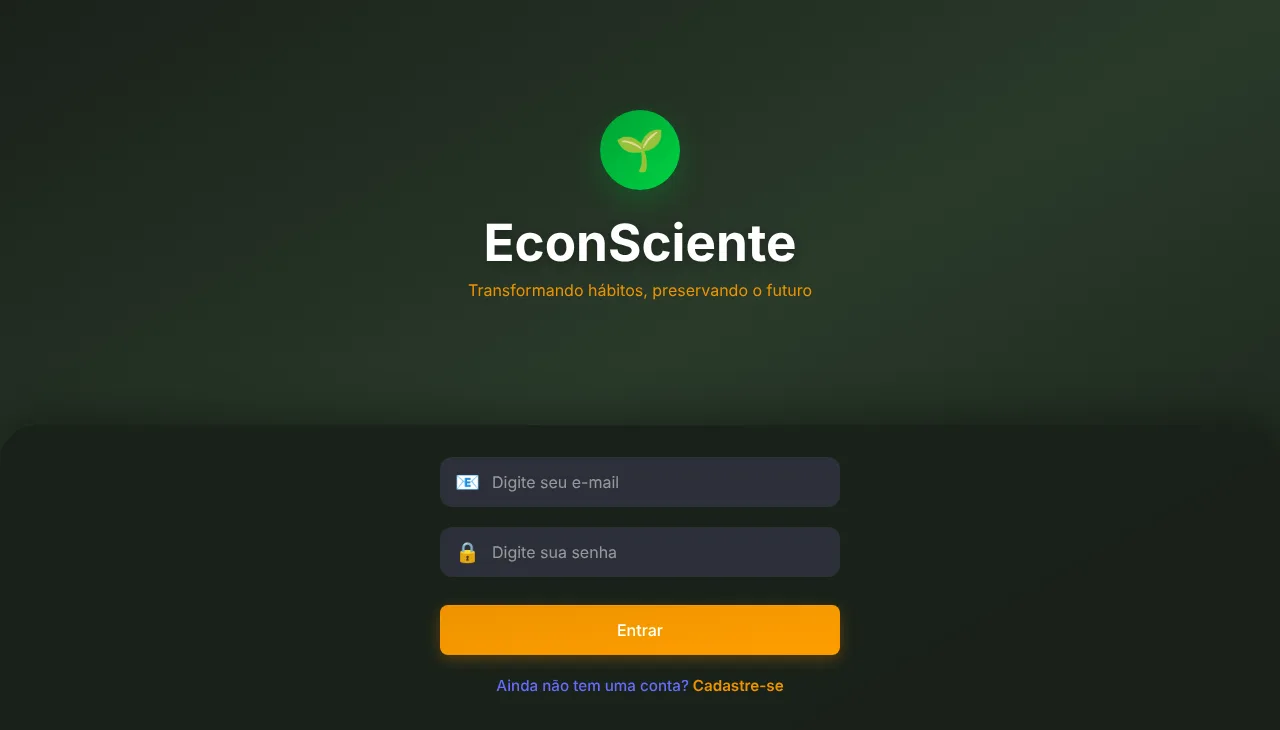 EconSciente
Transformando hábitos, preservando o futuro
Digite seu e-mail
Digite sua senha
Entrar
Ainda não tem uma conta? Cadastre-se